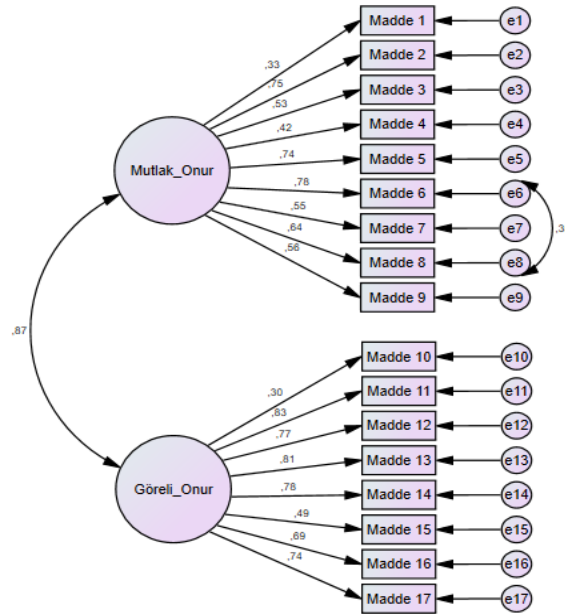 Madde 1 e1
,33
Madde 2 e2
,75
Madde 3 e3
,53
Madde 4 e4
,42
Mutlak_Onur
,74
Madde 5 e5
,78
Madde 6 e6
,55
Madde 7 e7
,3
,64
Madde 8 e8
,56
Madde 9 e9
,87
Madde 10 e10
,30
Madde 11 e11
,83
Madde 12 e12
,77
Madde 13 e13
,81
Göreli_Onur
,78
Madde 14 e14
,49
Madde 15 e15
,69
Madde 16 e16
,74
Madde 17 e17